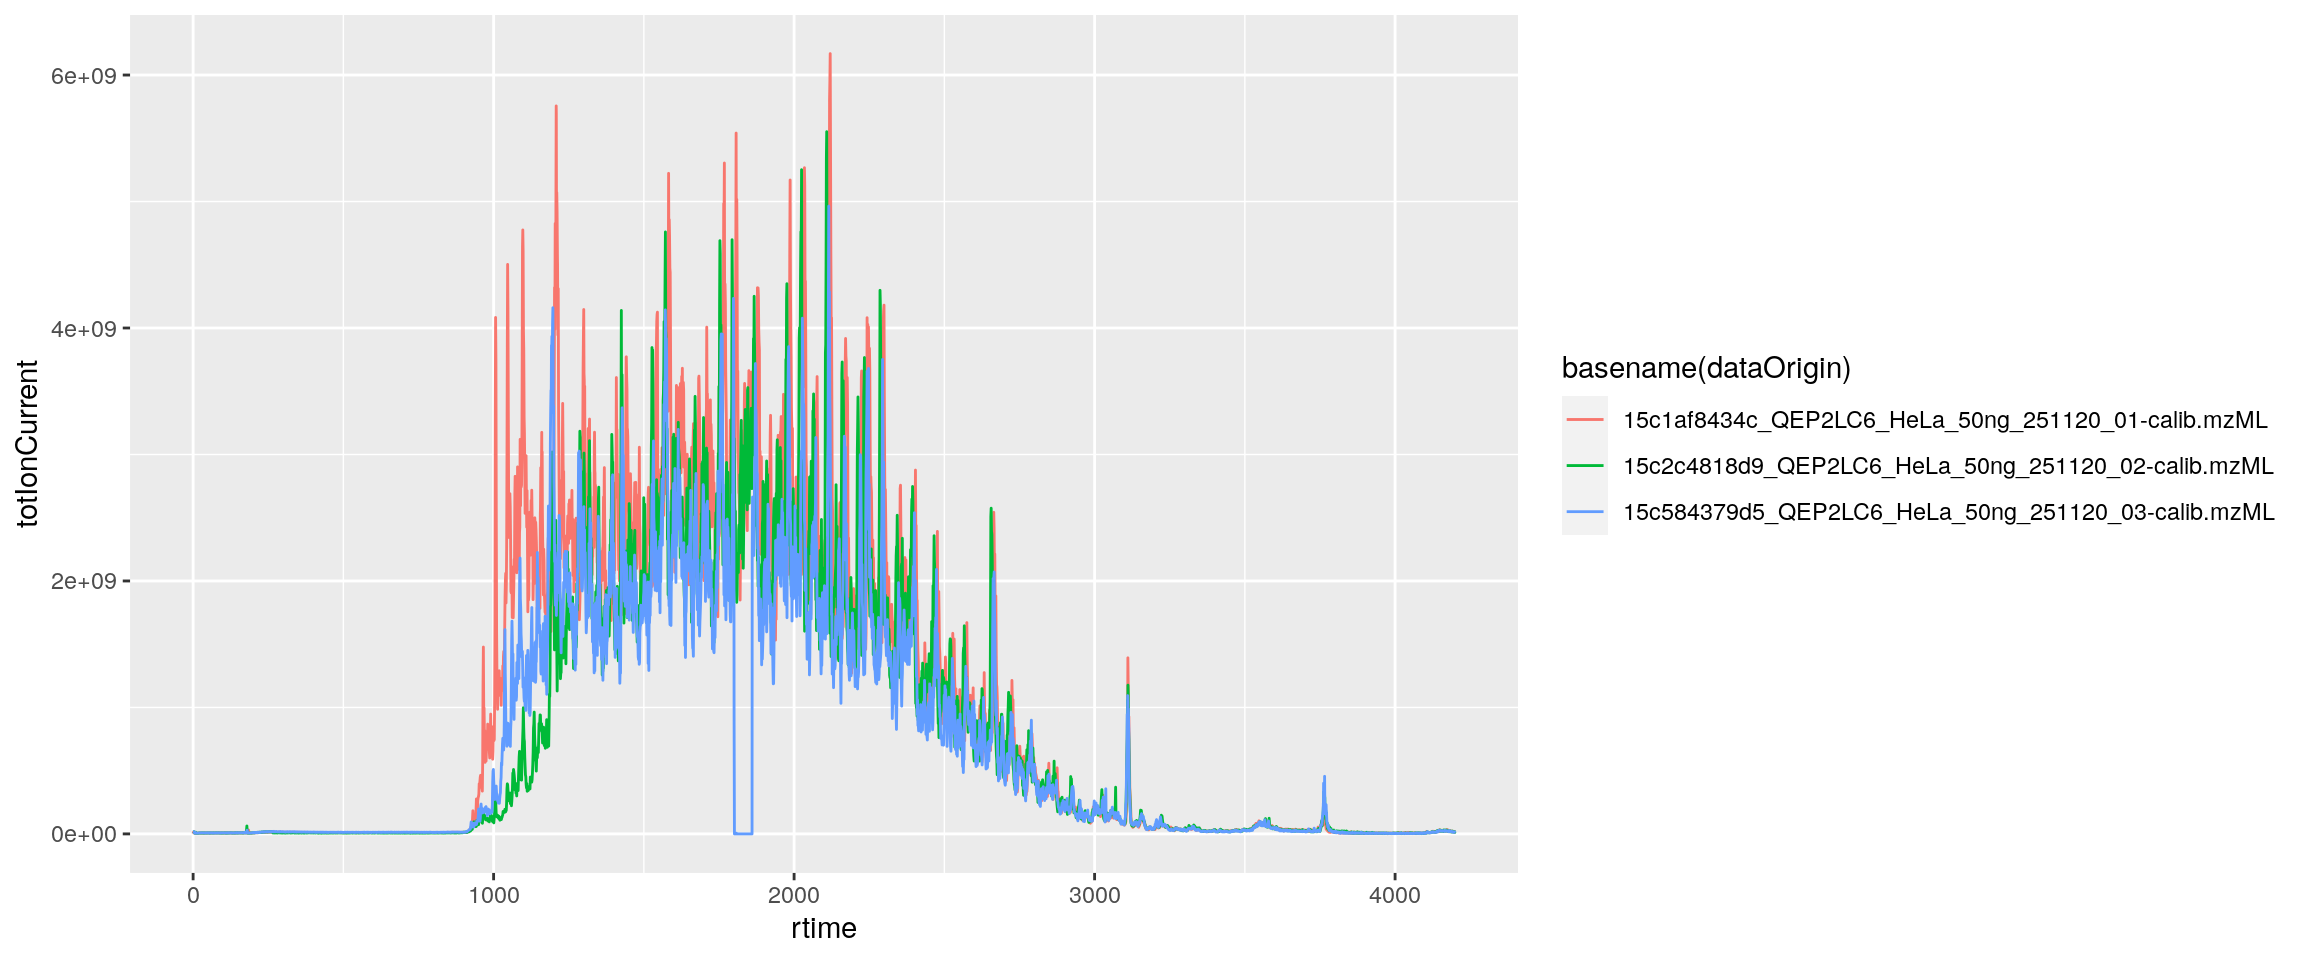 6e+09
4e+09
2e+09
0e+00
totIonCurrent
0
1000
2000
3000
4000
rtime
basename(dataOrigin)
15c1af8434c_QEP2LC6_HeLa_50ng_251120_01-calib.mzML
15c2c4818d9_QEP2LC6_HeLa_50ng_251120_02-calib.mzML
15c584379d5_QEP2LC6_HeLa_50ng_251120_03-calib.mzML